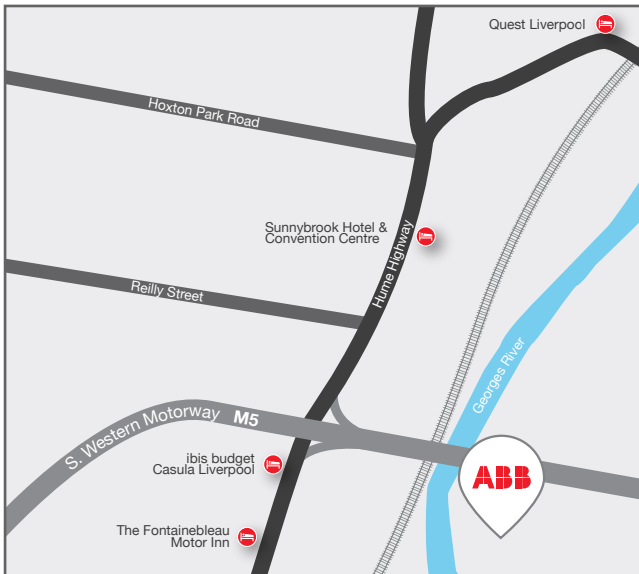 Quest Liverpool
Hoxton Park Road
Sunnybrook Hotel &
Convention Centre
Hume Highway
Reilly Street
Georges River
S. Western Motorway M5
ibis budget
Casula Liverpool
ABB
The Fontainebleau
Motor Inn